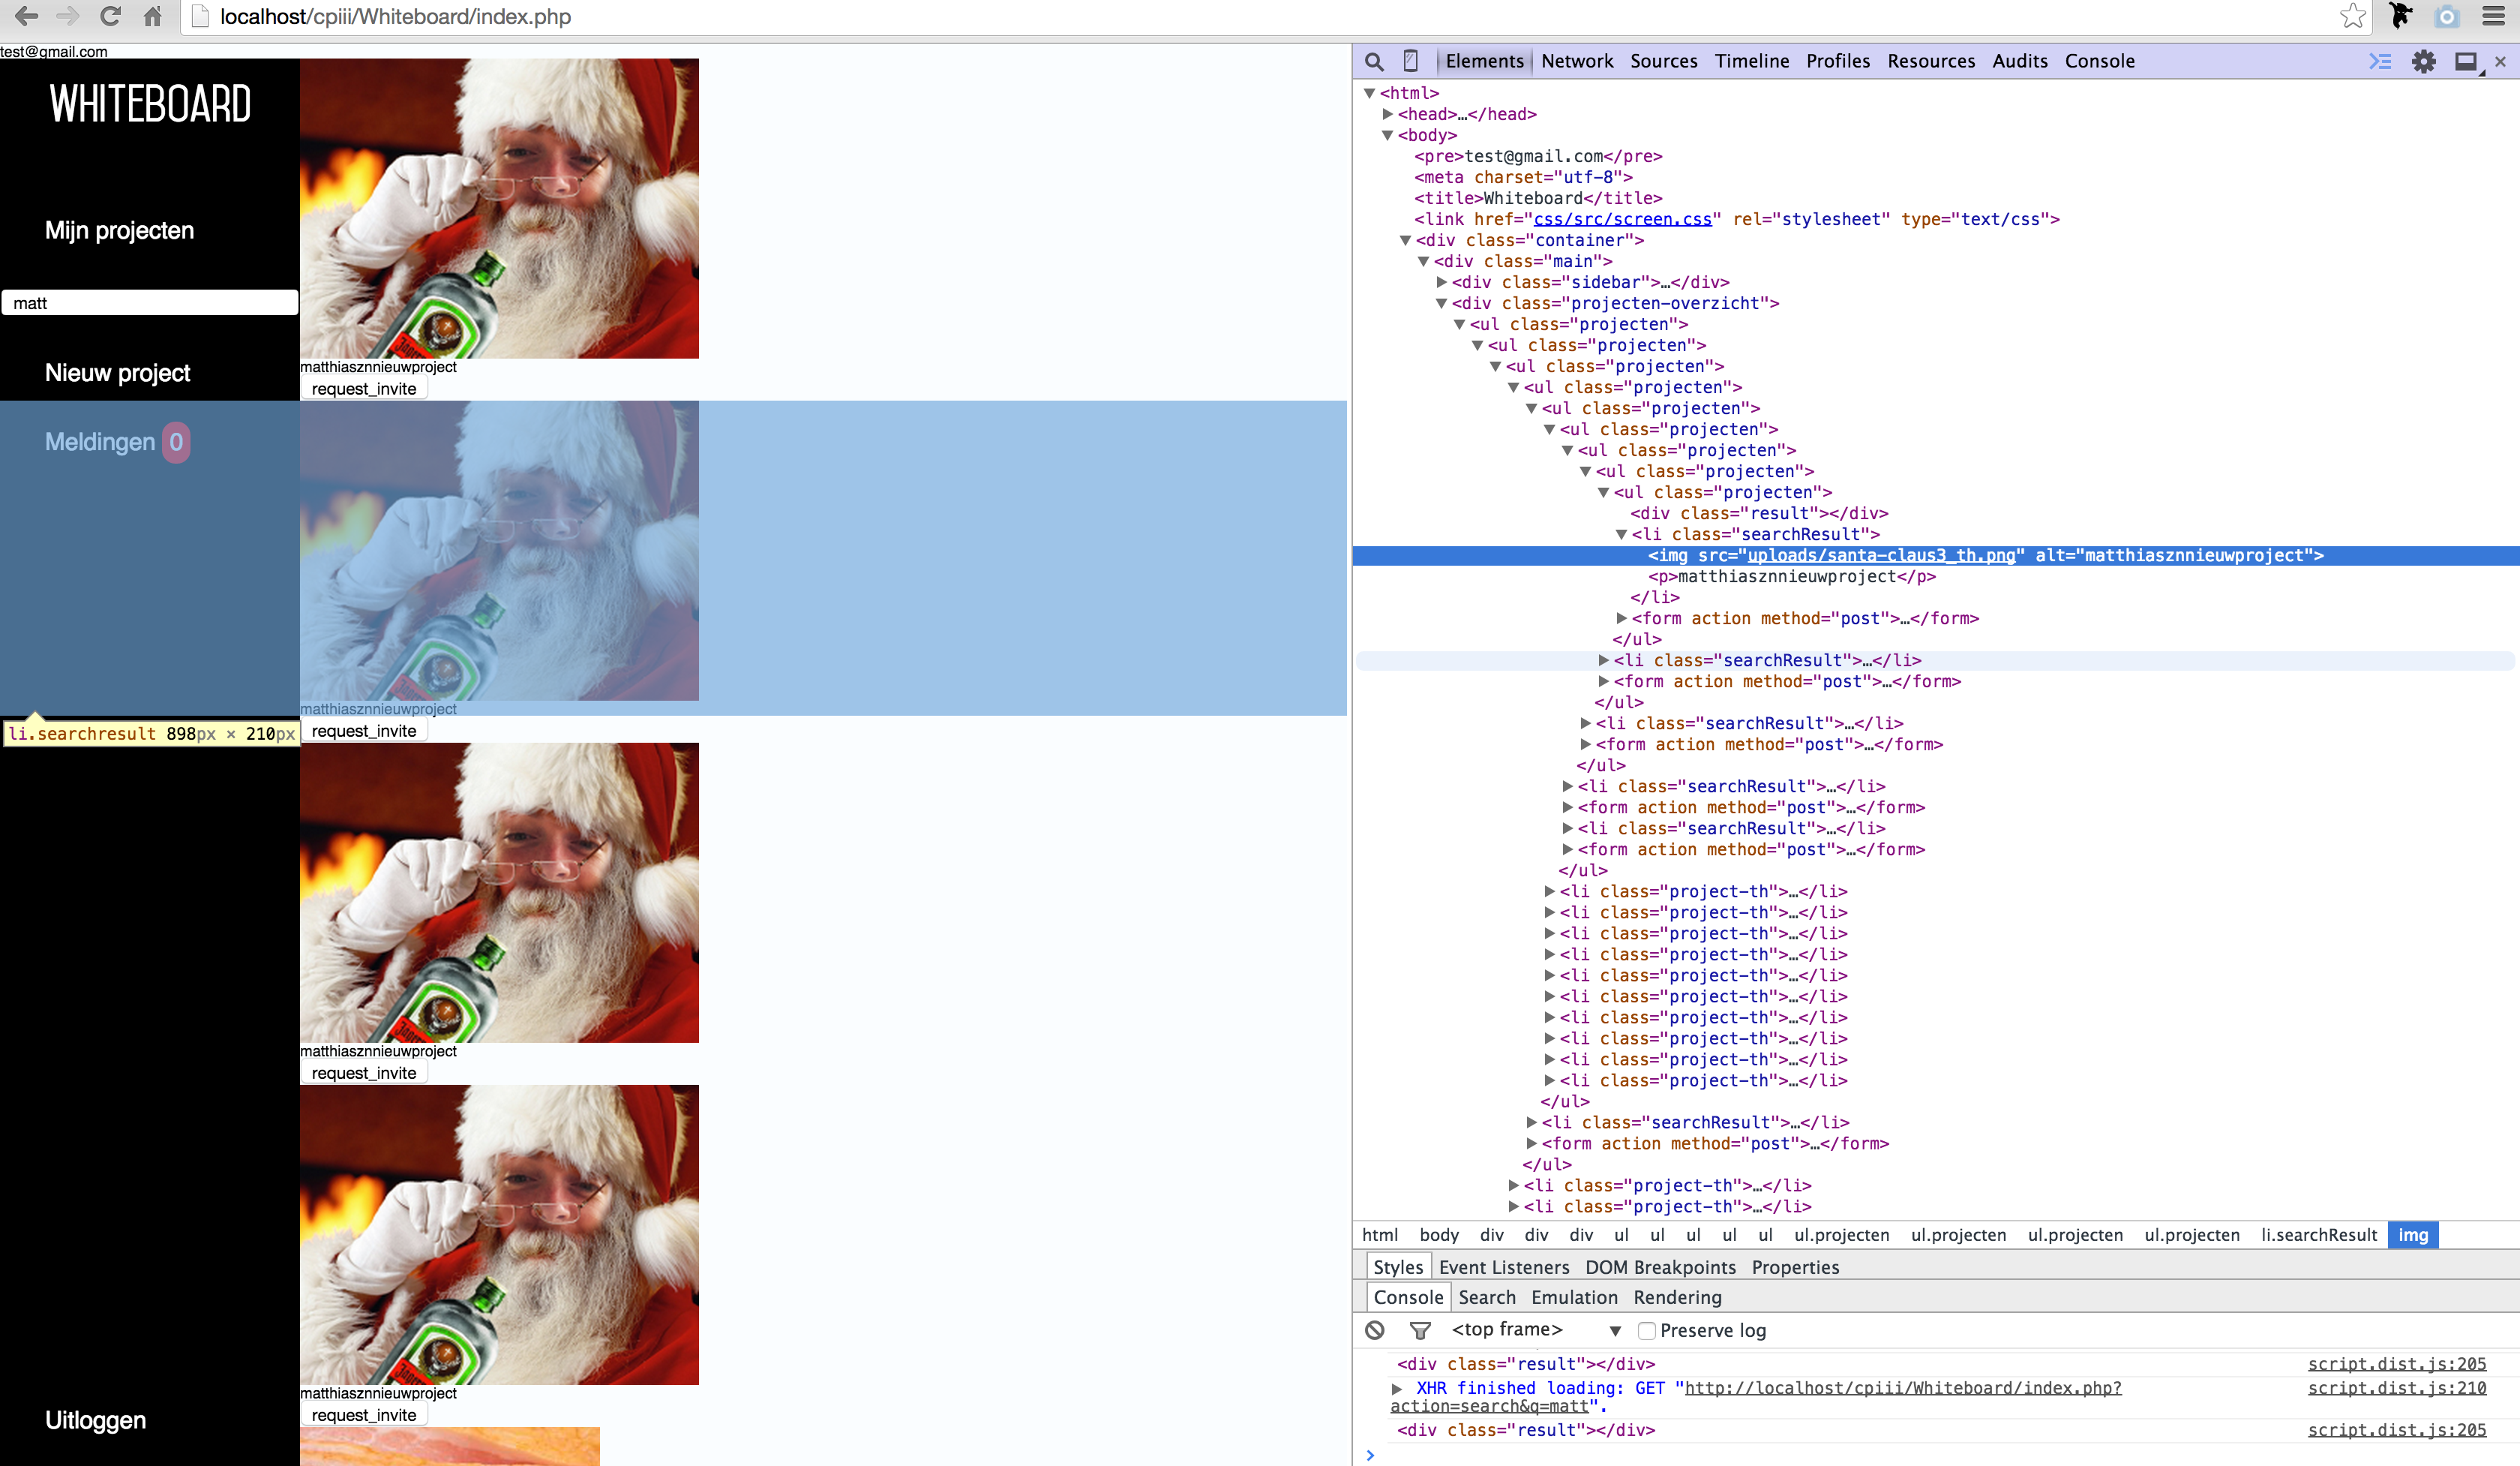 localhost/cpiii/Whiteboard/index.php
test@gmail.com
WHITEBOARD
Mijn projecten
matt
Nieuw project
Meldingen 0
li.searchresult 898px × 210px
Uitloggen
matthiasznnieuwproject
request_invite
matthiasznnieuwproject
request_invite
matthiasznnieuwproject
request_invite
matthiasznnieuwproject
request_invite
Elements Network Sources Timeline Profiles Resources Audits Console
<html>
<head>…</head>
<body>
<pre>test@gmail.com</pre>
<meta charset="utf-8">
<title>Whiteboard</title>
<link href="css/src/screen.css" rel="stylesheet" type="text/css">
<div class="container">
<div class="main">
<div class="sidebar">…</div>
<div class="projecten-overzicht">
<ul class="projecten">
<ul class="projecten">
<ul class="projecten">
<ul class="projecten">
<ul class="projecten">
<ul class="projecten">
<ul class="projecten">
<ul class="projecten">
<ul class="projecten">
<div class="result"></div>
<li class="searchResult">
<img src="uploads/santa-claus3_th.png" alt="matthiasznnieuwproject">
<p>matthiasznnieuwproject</p>
</li>
<form action method="post">…</form>
</ul>
<li class="searchResult">…</li>
<form action method="post">…</form>
</ul>
<li class="searchResult">…</li>
<form action method="post">…</form>
</ul>
<li class="searchResult">…</li>
<form action method="post">…</form>
<li class="searchResult">…</li>
<form action method="post">…</form>
</ul>
<li class="project-th">…</li>
<li class="project-th">…</li>
<li class="project-th">…</li>
<li class="project-th">…</li>
<li class="project-th">…</li>
<li class="project-th">…</li>
<li class="project-th">…</li>
<li class="project-th">…</li>
<li class="project-th">…</li>
<li class="project-th">…</li>
</ul>
<li class="searchResult">…</li>
<form action method="post">…</form>
</ul>
<li class="project-th">…</li>
<li class="project-th">…</li>
html body div div div ul ul ul ul ul ul.projecten ul.projecten ul.projecten ul.projecten li.searchResult img
Styles Event Listeners DOM Breakpoints Properties
Console Search Emulation Rendering
<top frame> Preserve log
<div class="result"></div> script.dist.js:205
XHR finished loading: GET "http://localhost/cpiii/Whiteboard/index.php? script.dist.js:210
action=search&q=matt".
<div class="result"></div> script.dist.js:205